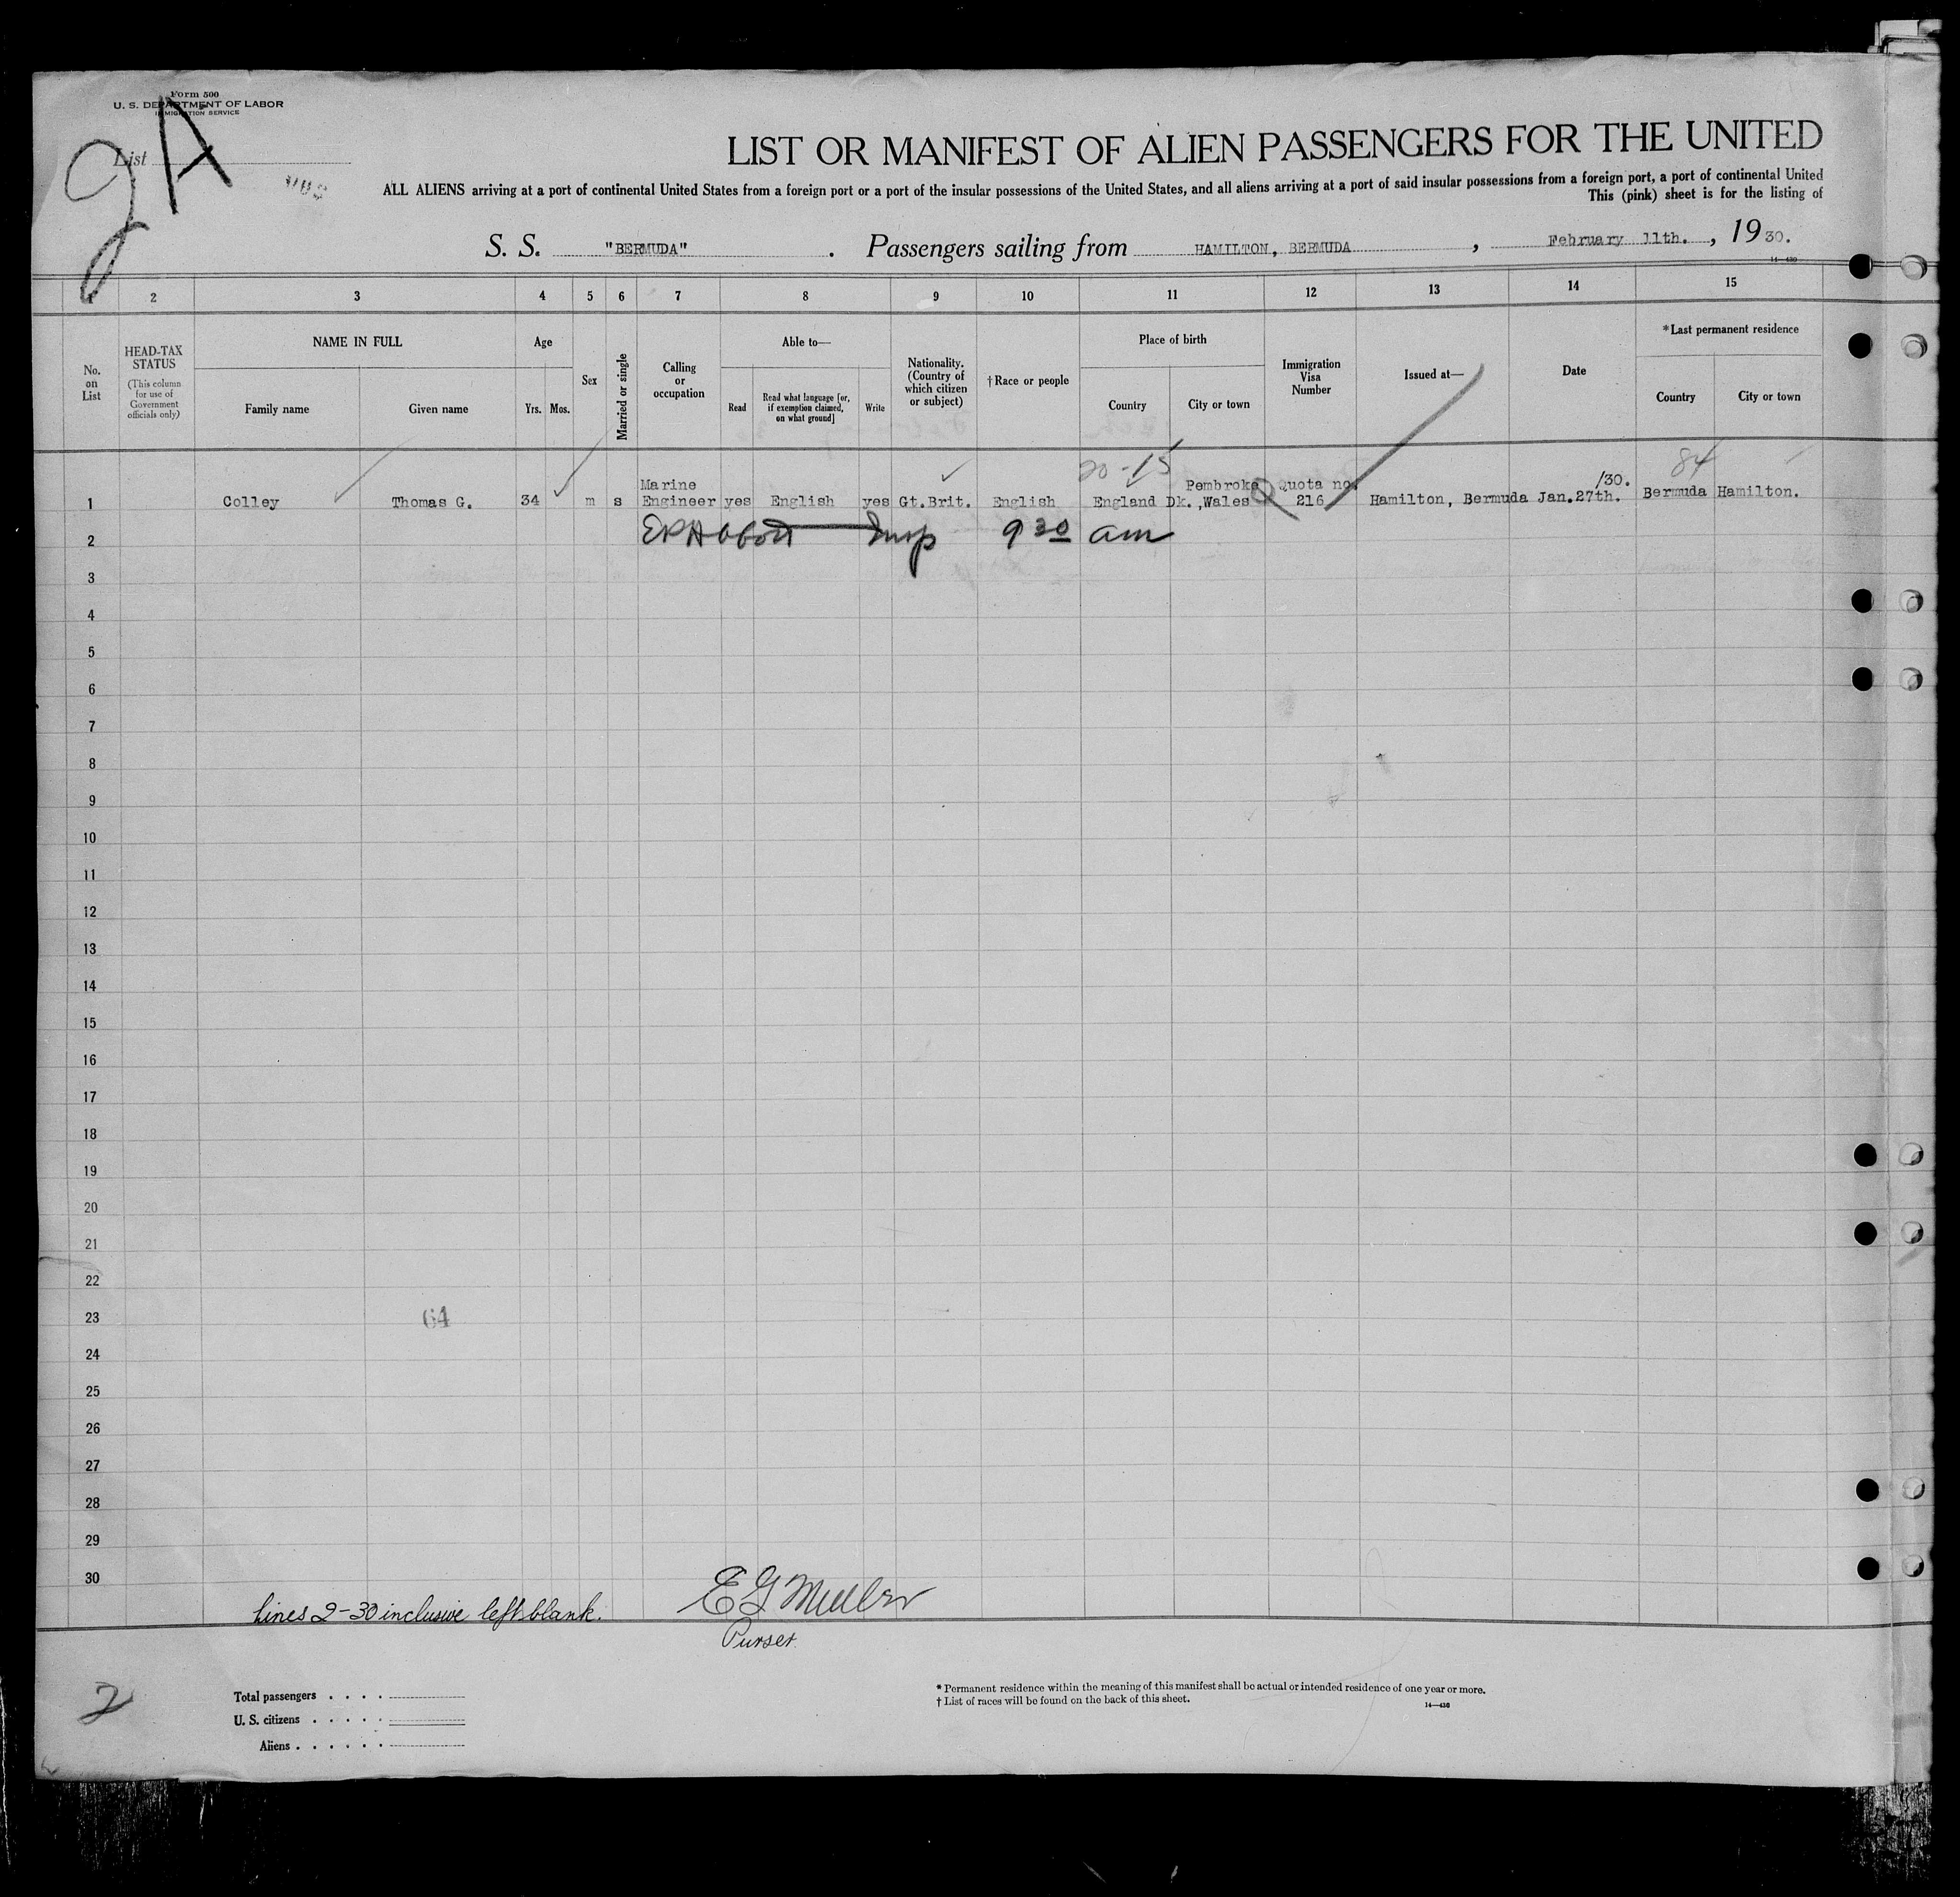 Form 500
U. S. DEPARTMENT OF LABOR
IMMIGRATION SERVICE
List
2A
LIST OR MANIFEST OF ALIEN PASSENGERS FOR THE UNITED
ALL ALIENS arriving at a port of continental United States from a foreign port or a port of the insular possessions of the United States, and all aliens arriving at a port of said insular possessions from a foreign port, a port of continental United
This (pink) sheet is for the listing of
S. S. "BERMUDA" . Passengers sailing from HAMILTON, BERMUDA , February 11th. , 19 30.
14—430
1 2 3 4 5 6 7 8 9 10 11 12 13 14 15
No. on List
HEAD-TAX STATUS
(This column for use of Government officials only)
NAME IN FULL
Family name
Given name
Age
Yrs. Mos.
Sex
Married or single
Calling or occupation
Able to—
Read
Read what language [or, if exemption claimed, on what ground]
Write
Nationality. (Country of which citizen or subject)
†Race or people
Place of birth
Country
City or town
Immigration Visa Number
Issued at—
Date
*Last permanent residence
Country
City or town
20-15
84
1 Colley Thomas G. 34 m s Marine Engineer yes English yes Gt.Brit. English England Pembroke Dk.,Wales Quota no. 216 Hamilton, Bermuda Jan.27th. /30. Bermuda Hamilton.
2 EP Abbott Insp 9 30 am
3
4
5
6
7
8
9
10
11
12
13
14
15
16
17
18
19
20
21
22
23 64
24
25
26
27
28
29
30
Lines 2-30 inclusive left blank.
E G Muller
Purser
2
Total passengers . . . .
U. S. citizens . . . . .
Aliens . . . . . .
* Permanent residence within the meaning of this manifest shall be actual or intended residence of one year or more.
† List of races will be found on the back of this sheet.
14—430